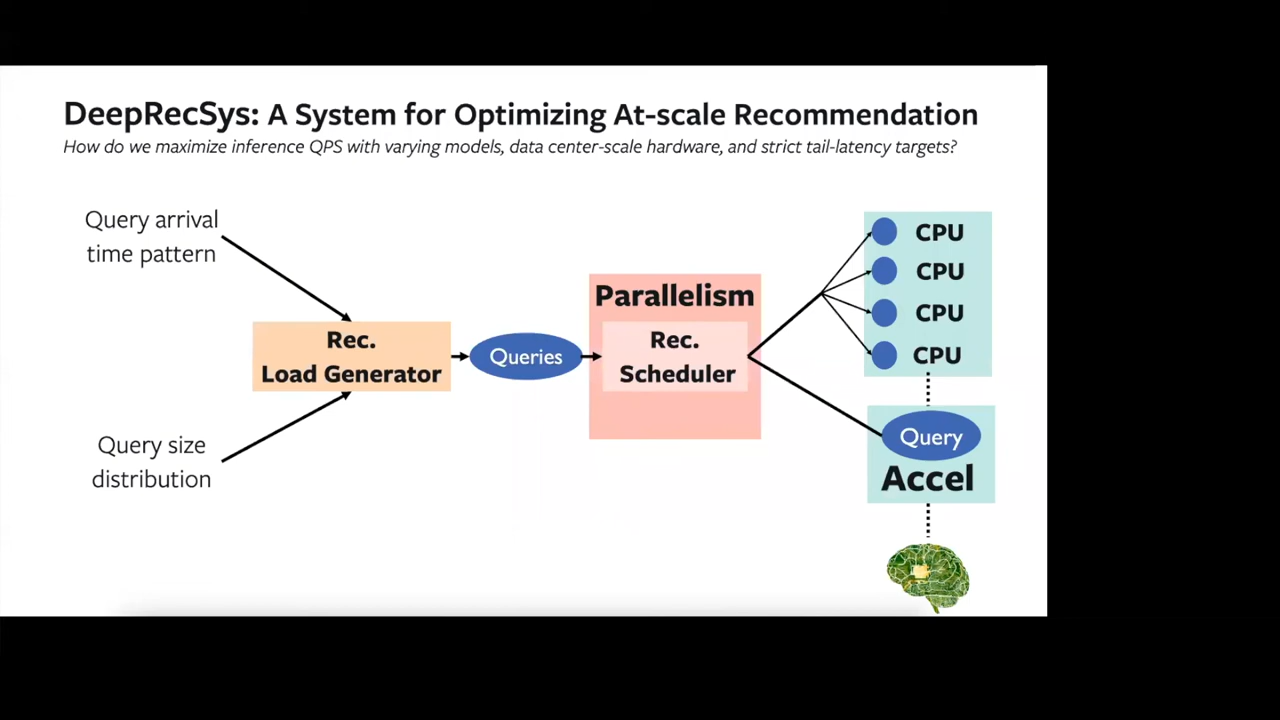 DeepRecSys: A System for Optimizing At-scale Recommendation
How do we maximize inference QPS with varying models, data center-scale hardware, and strict tail-latency targets?
Query arrival
time pattern
Rec.
Load Generator
Query size
distribution
Queries
Parallelism
Rec.
Scheduler
CPU
CPU
CPU
CPU
Query
Accel